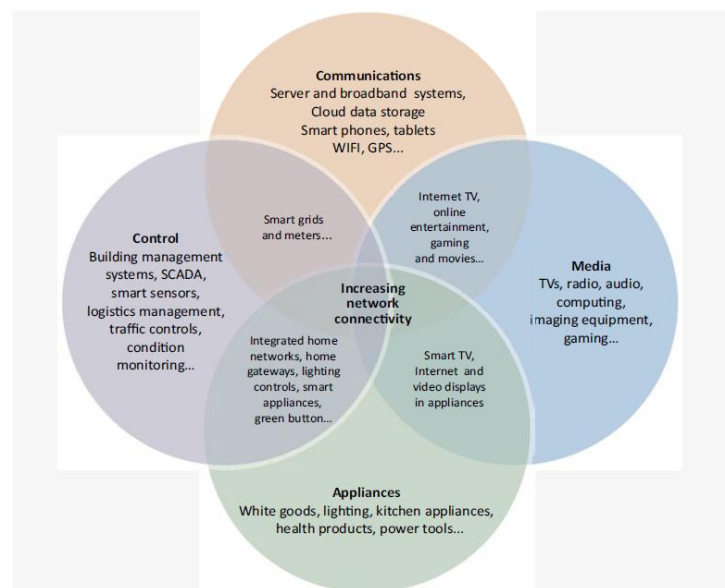 Communications
Server and broadband systems,
Cloud data storage
Smart phones, tablets
WIFI, GPS...
Smart grids
and meters...
Internet TV,
online
entertainment,
gaming
and movies...
Control
Building management
systems, SCADA,
smart sensors,
logistics management,
traffic controls,
condition
monitoring...
Media
TVs, radio, audio,
computing,
imaging equipment,
gaming...
Increasing
network
connectivity
Integrated home
networks, home
gateways, lighting
controls, smart
appliances,
green button...
Smart TV,
Internet and
video displays
in appliances
Appliances
White goods, lighting, kitchen appliances,
health products, power tools...